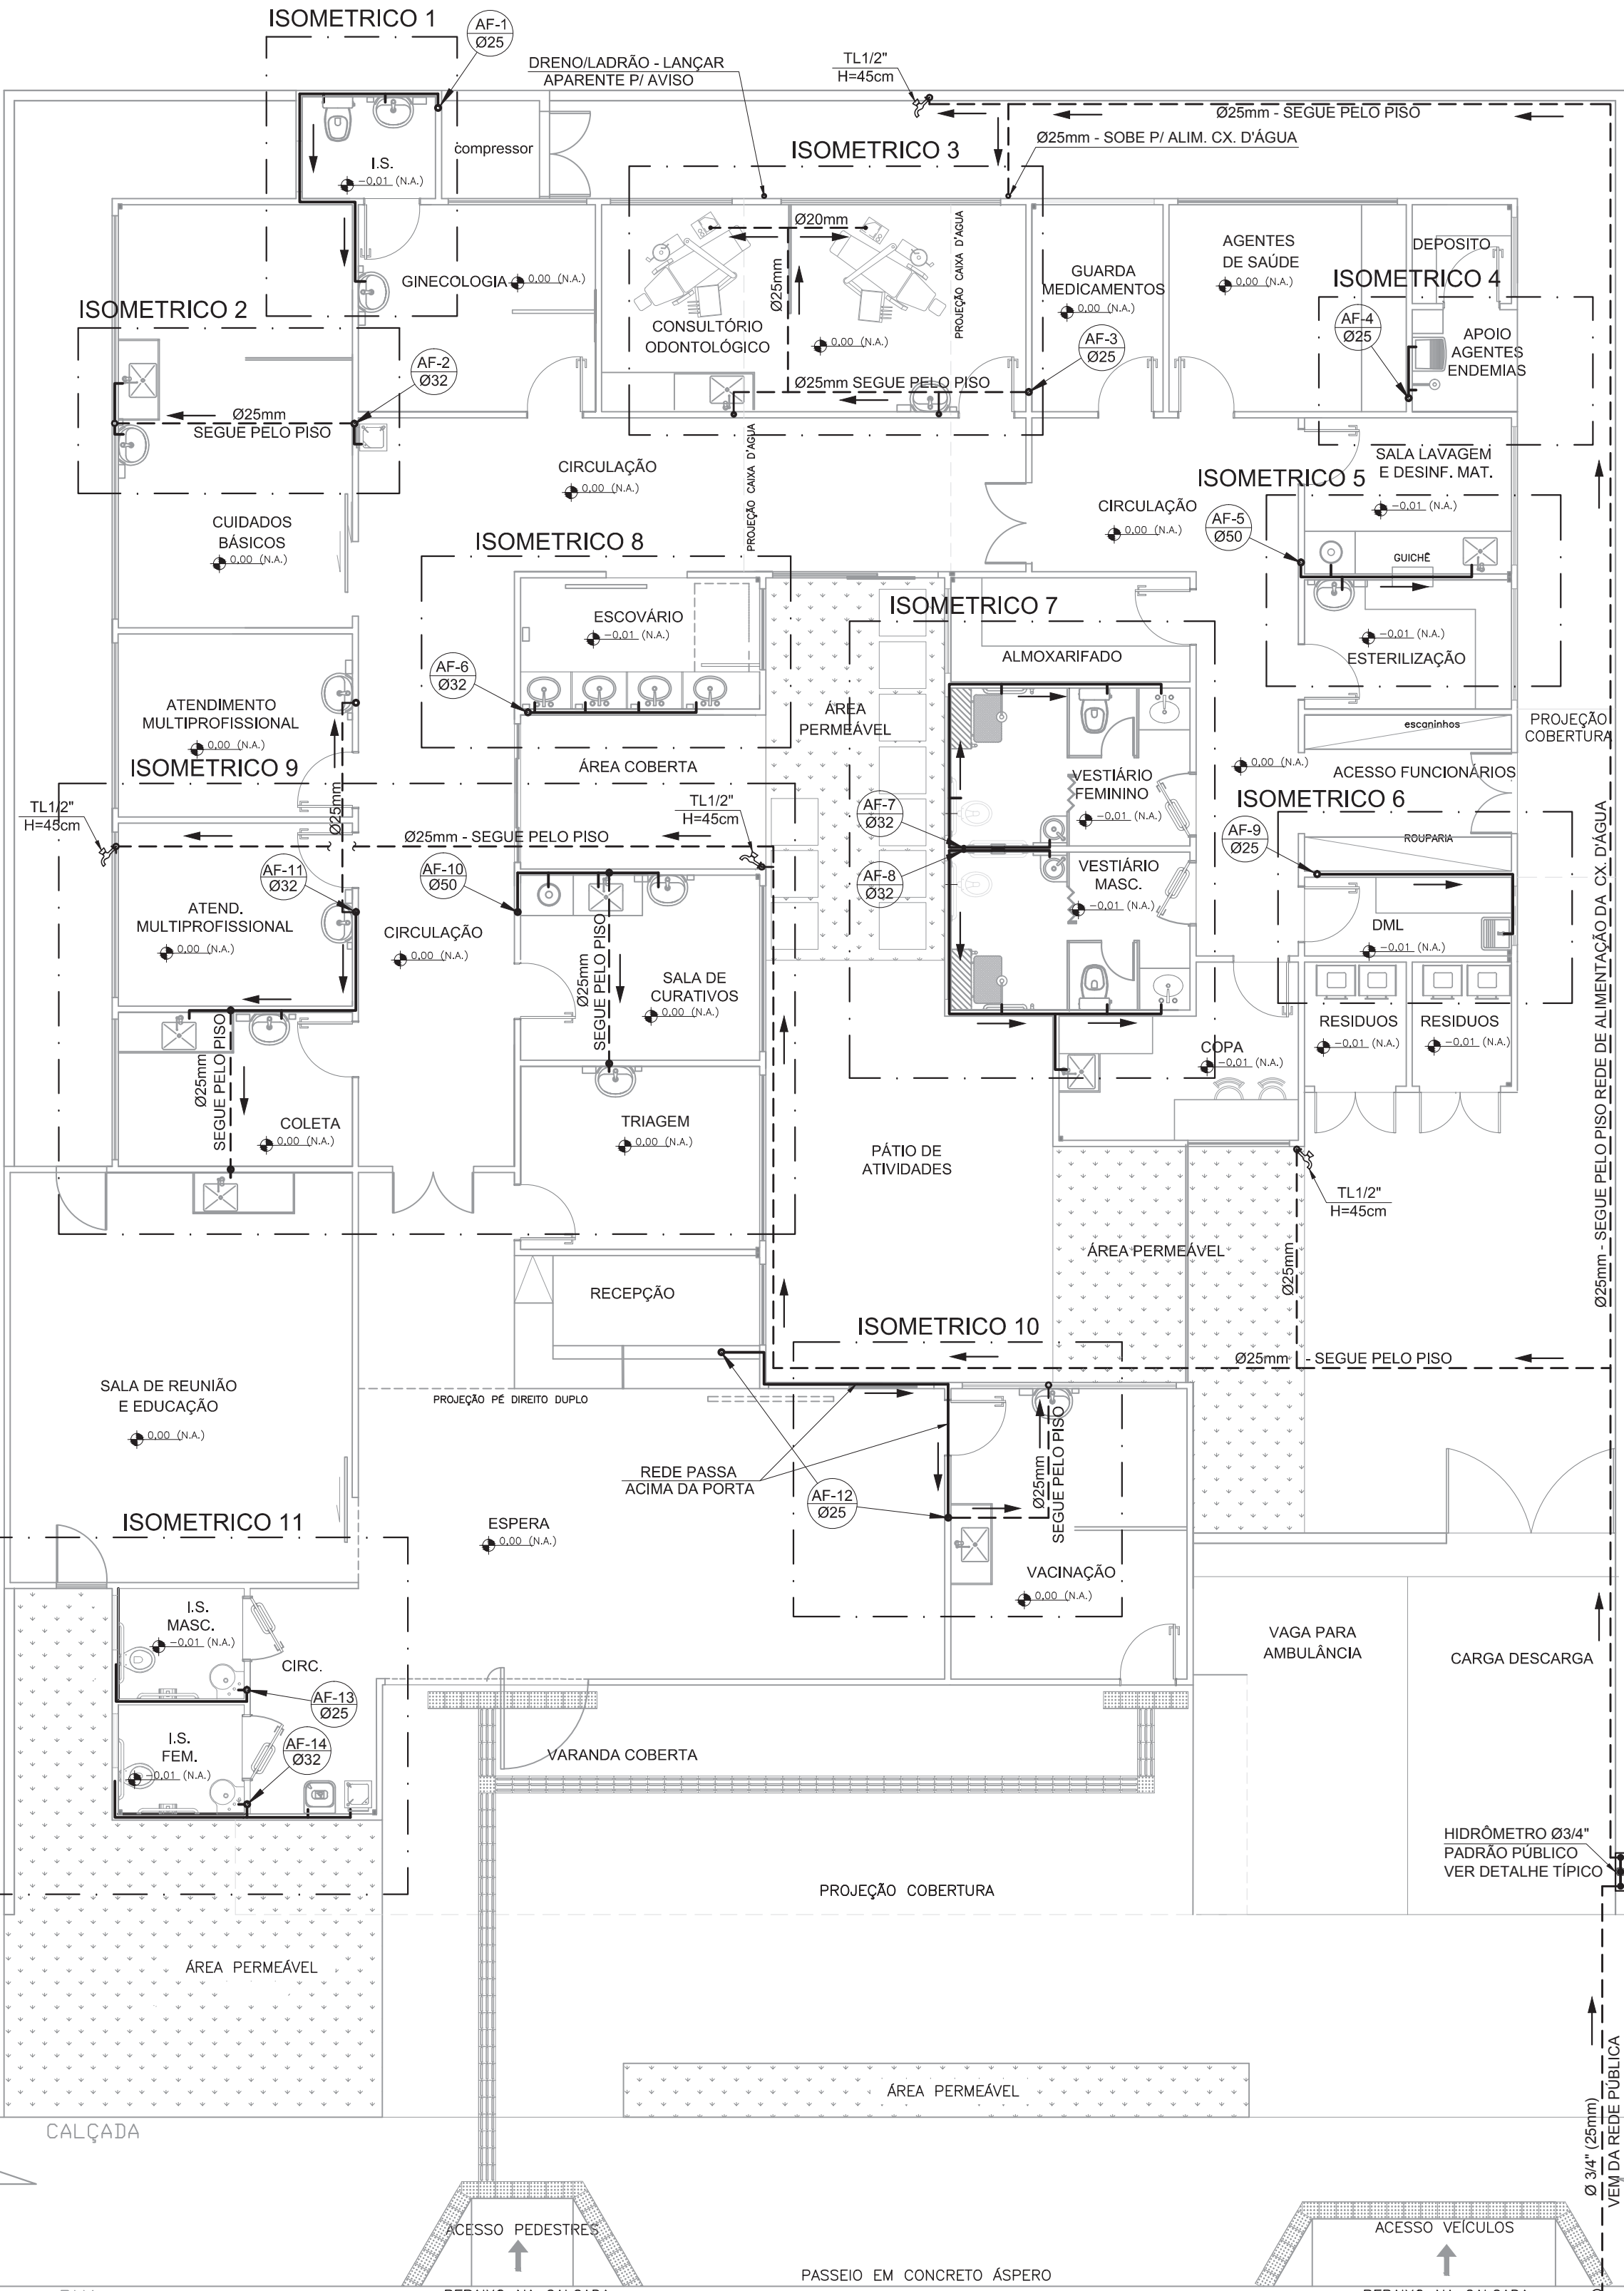 ISOMETRICO 1
AF-1
Ø25
DRENO/LADRÃO - LANÇAR
APARENTE P/ AVISO
TL1/2"
H=45cm
Ø25mm - SEGUE PELO PISO
Ø25mm - SOBE P/ ALIM. CX. D'ÁGUA
compressor
ISOMETRICO 3
I.S.
-0.01 (N.A.)
Ø20mm
Ø25mm
PROJEÇÃO CAIXA D'AGUA
GINECOLOGIA
0.00 (N.A.)
CONSULTÓRIO
ODONTOLÓGICO
0.00 (N.A.)
GUARDA
MEDICAMENTOS
0.00 (N.A.)
AGENTES
DE SAÚDE
0.00 (N.A.)
DEPOSITO
ISOMETRICO 4
AF-4
Ø25
APOIO
AGENTES
ENDEMIAS
ISOMETRICO 2
AF-2
Ø32
AF-3
Ø25
Ø25mm SEGUE PELO PISO
Ø25mm
SEGUE PELO PISO
CIRCULAÇÃO
0.00 (N.A.)
PROJEÇÃO CAIXA D'AGUA
SALA LAVAGEM
E DESINF. MAT.
-0.01 (N.A.)
ISOMETRICO 5
CIRCULAÇÃO
0.00 (N.A.)
AF-5
Ø50
GUICHÊ
CUIDADOS
BÁSICOS
0.00 (N.A.)
ISOMETRICO 8
ESCOVÁRIO
-0.01 (N.A.)
ISOMETRICO 7
-0.01 (N.A.)
ESTERILIZAÇÃO
ALMOXARIFADO
AF-6
Ø32
ATENDIMENTO
MULTIPROFISSIONAL
0.00 (N.A.)
ÁREA
PERMEÁVEL
escaninhos
PROJEÇÃO
COBERTURA
ISOMETRICO 9
ÁREA COBERTA
VESTIÁRIO
FEMININO
-0.01 (N.A.)
0.00 (N.A.)
ACESSO FUNCIONÁRIOS
ISOMETRICO 6
TL1/2"
H=45cm
Ø25mm
Ø25mm - SEGUE PELO PISO
TL1/2"
H=45cm
AF-7
Ø32
AF-8
Ø32
AF-9
Ø25
ROUPARIA
AF-11
Ø32
AF-10
Ø50
VESTIÁRIO
MASC.
-0.01 (N.A.)
ATEND.
MULTIPROFISSIONAL
0.00 (N.A.)
CIRCULAÇÃO
0.00 (N.A.)
DML
-0.01 (N.A.)
Ø25mm
SEGUE PELO PISO
SALA DE
CURATIVOS
0.00 (N.A.)
RESIDUOS
-0.01 (N.A.)
RESIDUOS
-0.01 (N.A.)
COPA
-0.01 (N.A.)
Ø25mm
SEGUE PELO PISO
COLETA
0.00 (N.A.)
TRIAGEM
0.00 (N.A.)
PÁTIO DE
ATIVIDADES
TL1/2"
H=45cm
Ø25mm - SEGUE PELO PISO REDE DE ALIMENTAÇÃO DA CX. D'ÁGUA
ÁREA PERMEÁVEL
Ø25mm
RECEPÇÃO
ISOMETRICO 10
Ø25mm - SEGUE PELO PISO
SALA DE REUNIÃO
E EDUCAÇÃO
0.00 (N.A.)
PROJEÇÃO PÉ DIREITO DUPLO
REDE PASSA
ACIMA DA PORTA
AF-12
Ø25
Ø25mm
SEGUE PELO PISO
ISOMETRICO 11
ESPERA
0.00 (N.A.)
VACINAÇÃO
0.00 (N.A.)
I.S.
MASC.
-0.01 (N.A.)
CIRC.
AF-13
Ø25
VAGA PARA
AMBULÂNCIA
CARGA DESCARGA
I.S.
FEM.
-0.01 (N.A.)
AF-14
Ø32
VARANDA COBERTA
HIDRÔMETRO Ø3/4"
PADRÃO PÚBLICO
VER DETALHE TÍPICO
PROJEÇÃO COBERTURA
ÁREA PERMEÁVEL
ÁREA PERMEÁVEL
CALÇADA
Ø 3/4" (25mm)
VEM DA REDE PÚBLICA
ACESSO PEDESTRES
ACESSO VEÍCULOS
PASSEIO EM CONCRETO ÁSPERO